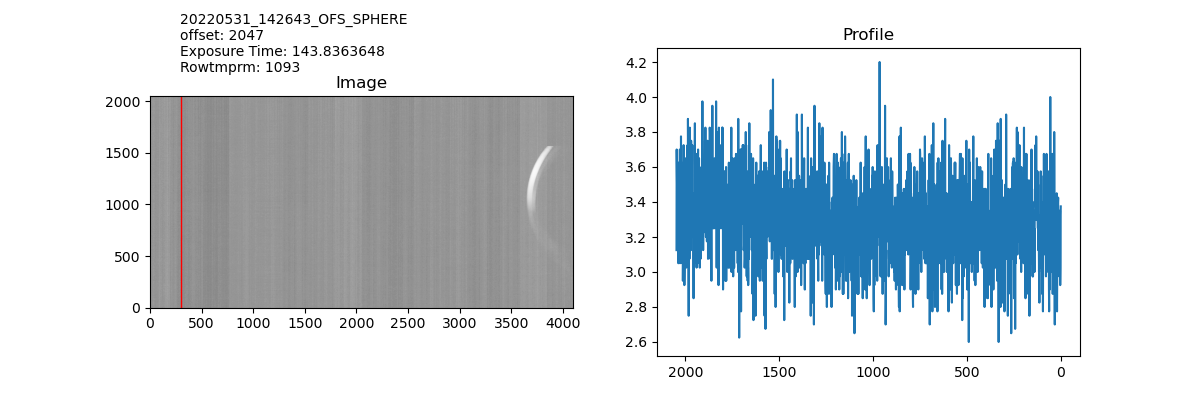 20220531_142643_OFS_SPHERE
offset: 2047
Exposure Time: 143.8363648
Rowtmprm: 1093
Image
2000
1500
1000
500
0
0 500 1000 1500 2000 2500 3000 3500 4000
Profile
4.2
4.0
3.8
3.6
3.4
3.2
3.0
2.8
2.6
2000 1500 1000 500 0